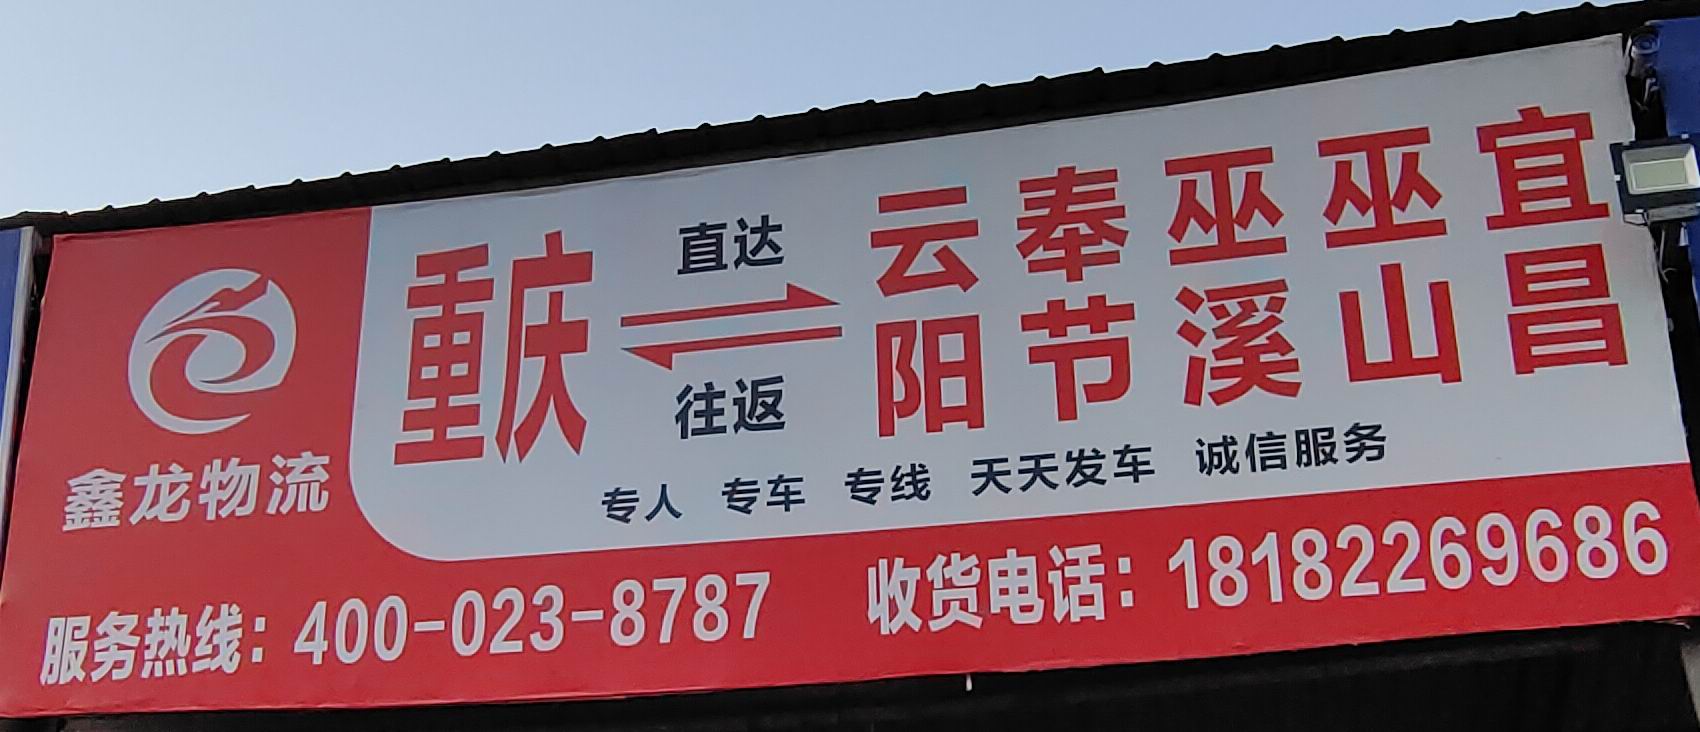 鑫龙物流
重庆
直达
往返
云阳 奉节 巫溪 巫山 宜昌
专人 专车 专线 天天发车 诚信服务
服务热线：400-023-8787 收货电话：18182269686